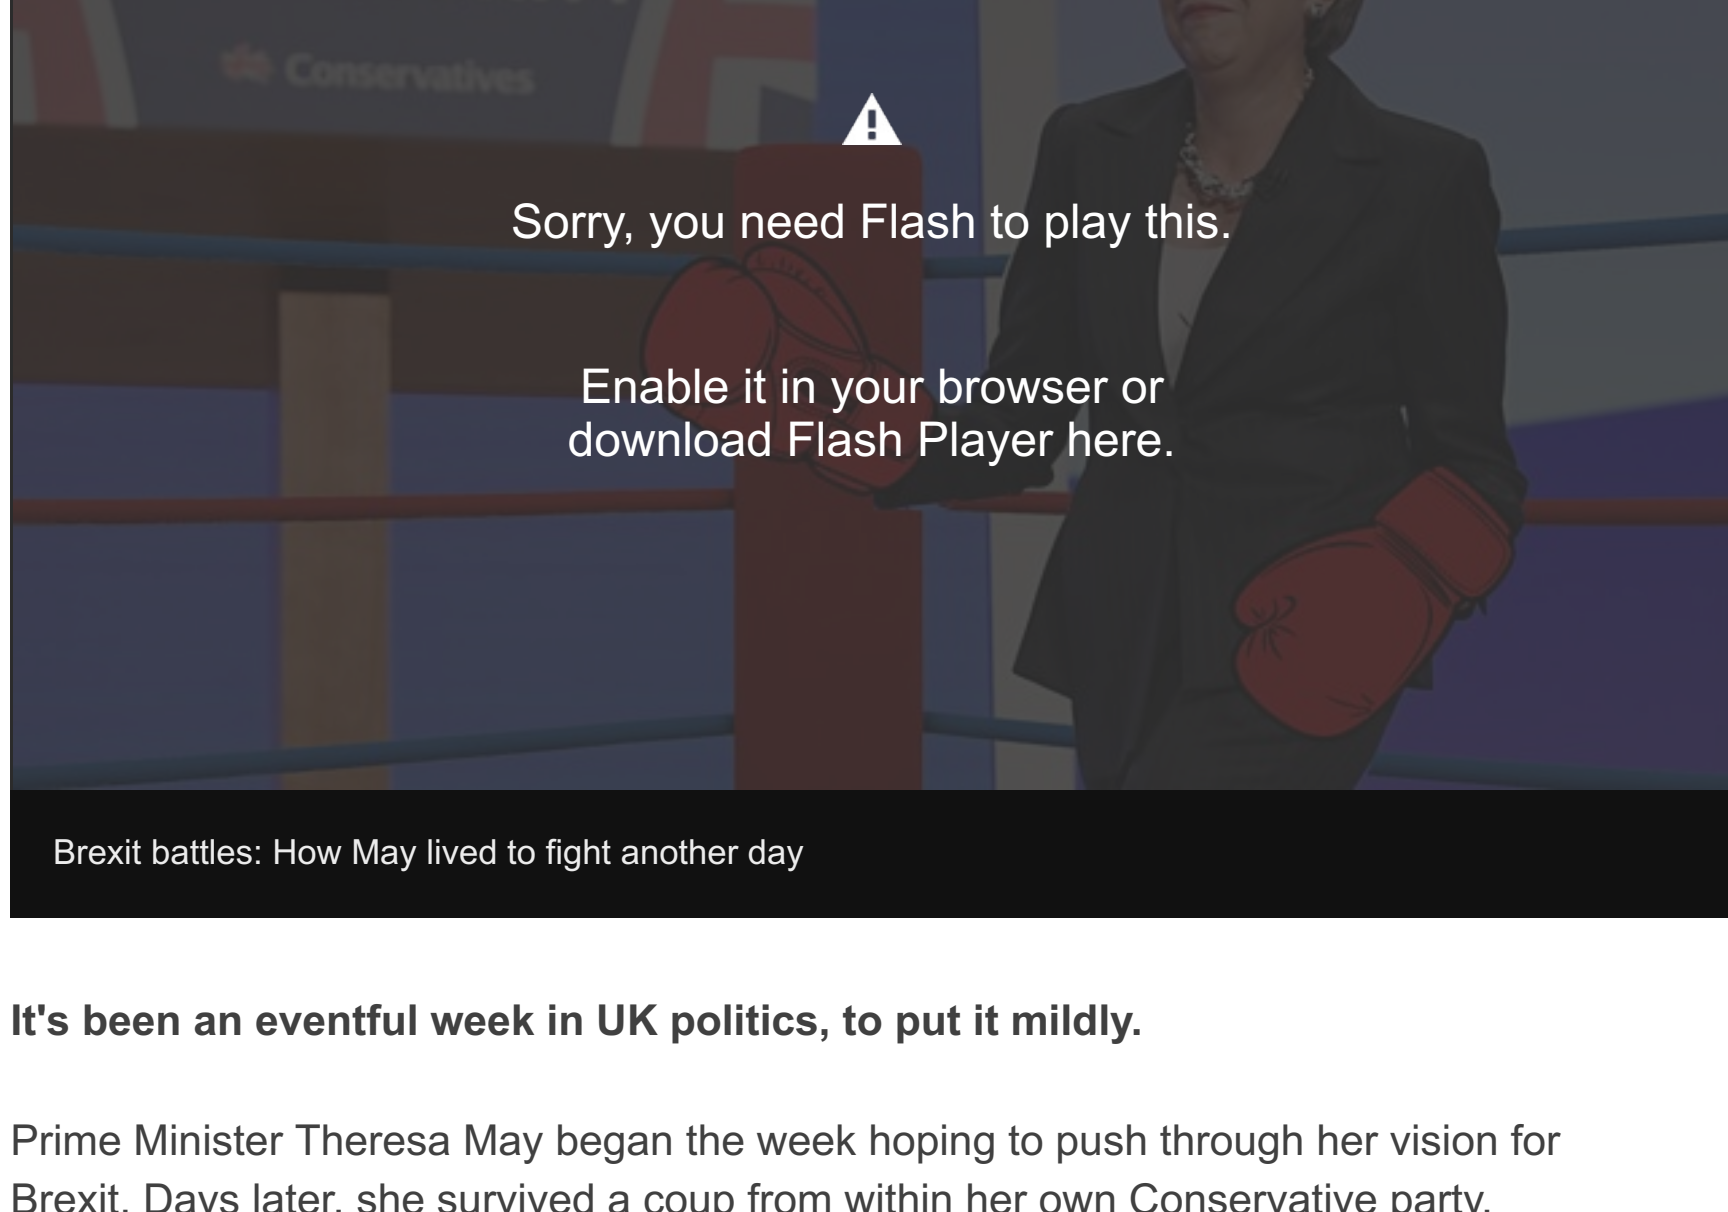 Conservatives
Sorry, you need Flash to play this.
Enable it in your browser or
download Flash Player here.
Brexit battles: How May lived to fight another day
It's been an eventful week in UK politics, to put it mildly.
Prime Minister Theresa May began the week hoping to push through her vision for
Brexit. Days later, she survived a coup from within her own Conservative party.